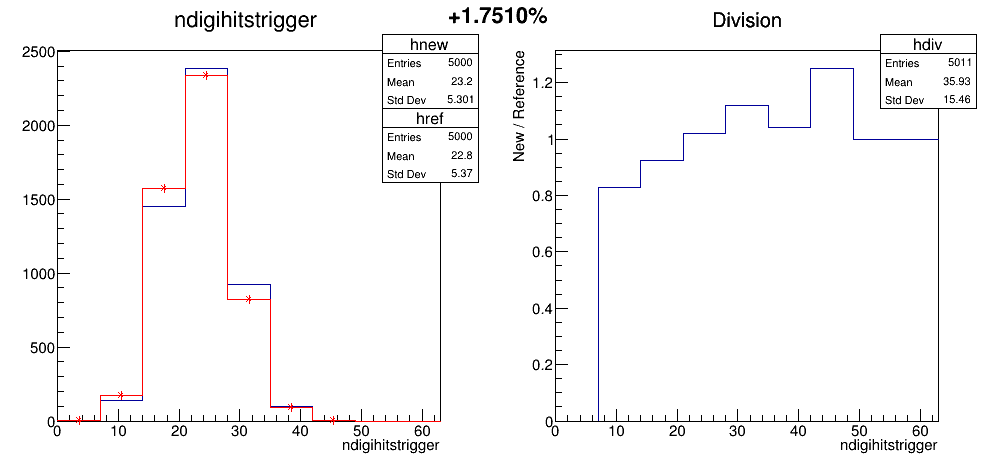 +1.7510%
ndigihitstrigger
hnew
Entries 5000
Mean 23.2
Std Dev 5.301
href
Entries 5000
Mean 22.8
Std Dev 5.37
2500
2000
1500
1000
500
0
0 10 20 30 40 50 60
ndigihitstrigger
Division
hdiv
Entries 5011
Mean 35.93
Std Dev 15.46
New / Reference
1.2
1
0.8
0.6
0.4
0.2
0
0 10 20 30 40 50 60
ndigihitstrigger